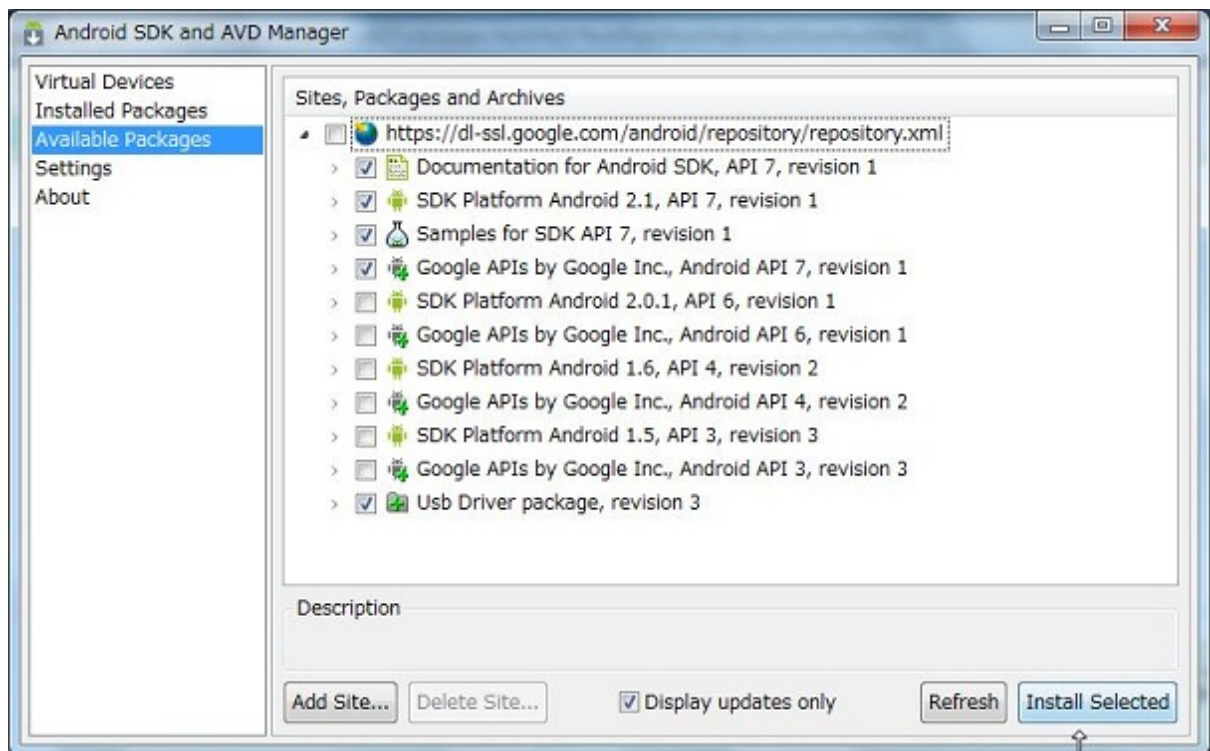 Android SDK and AVD Manager
Virtual Devices
Installed Packages
Available Packages
Settings
About
Sites, Packages and Archives
https://dl-ssl.google.com/android/repository/repository.xml
Documentation for Android SDK, API 7, revision 1
SDK Platform Android 2.1, API 7, revision 1
Samples for SDK API 7, revision 1
Google APIs by Google Inc., Android API 7, revision 1
SDK Platform Android 2.0.1, API 6, revision 1
Google APIs by Google Inc., Android API 6, revision 1
SDK Platform Android 1.6, API 4, revision 2
Google APIs by Google Inc., Android API 4, revision 2
SDK Platform Android 1.5, API 3, revision 3
Google APIs by Google Inc., Android API 3, revision 3
Usb Driver package, revision 3
Description
Add Site... Delete Site... Display updates only Refresh Install Selected